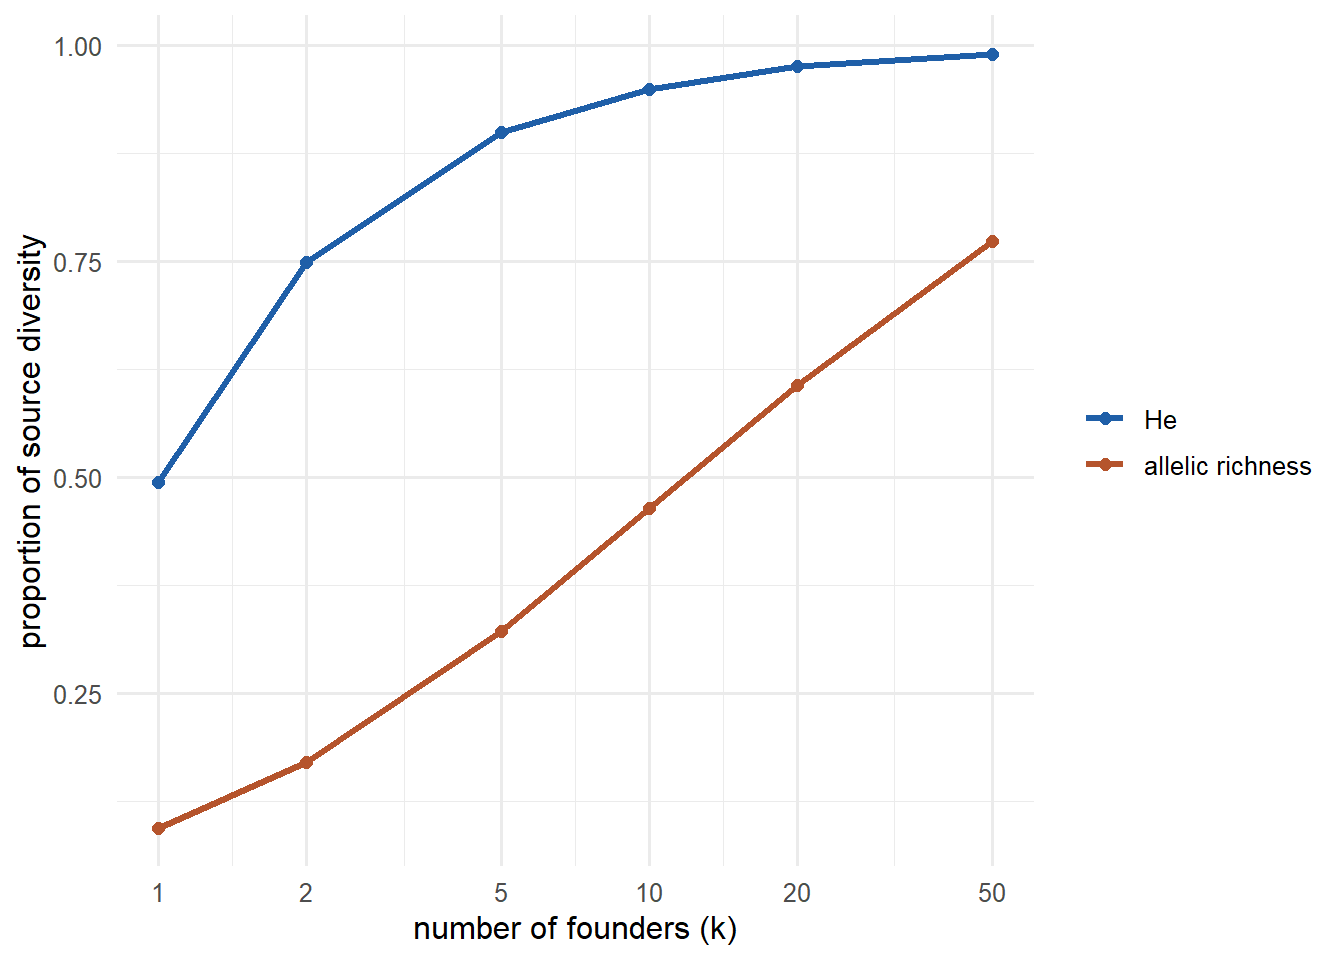 1.00
0.75
0.50
0.25
proportion of source diversity
1 2 5 10 20 50
number of founders (k)
He
allelic richness